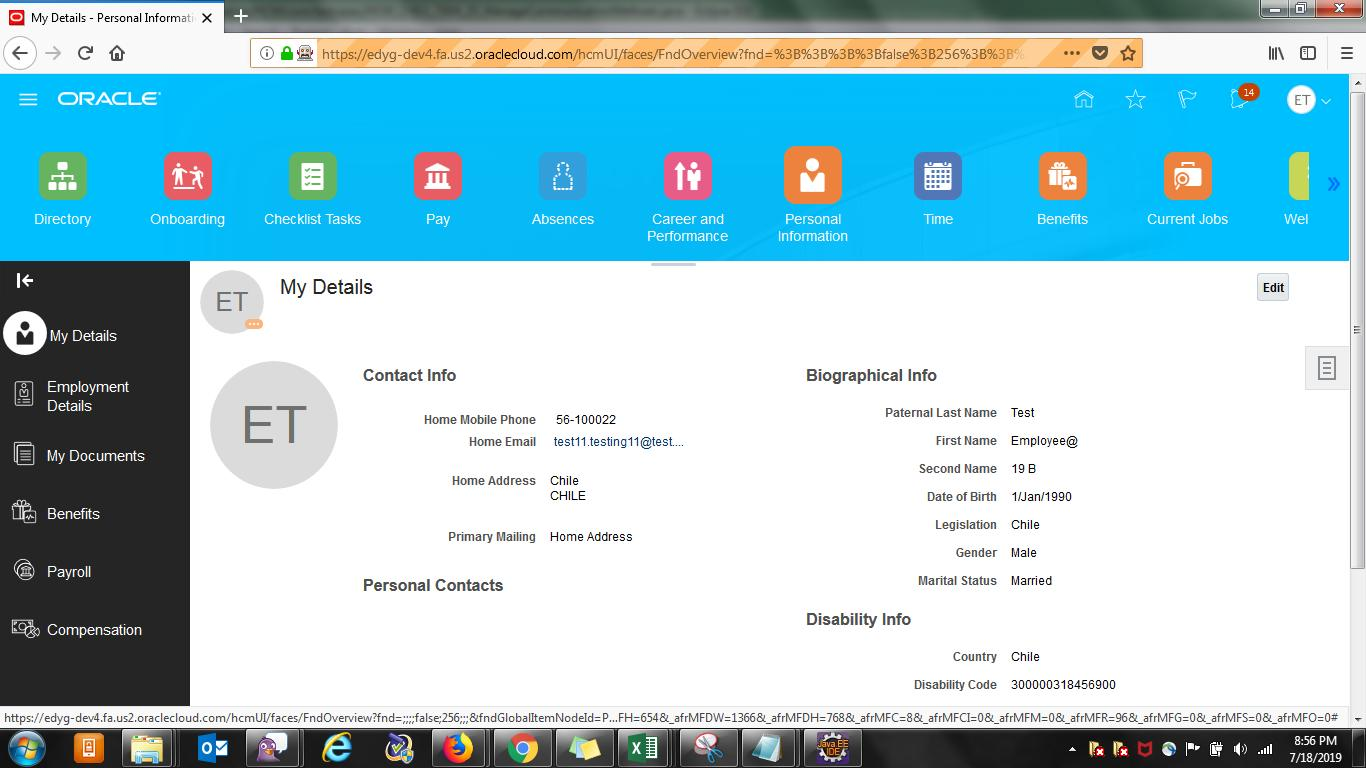 My Details - Personal Informati
https://edyg-dev4.fa.us2.oraclecloud.com/hcmUI/faces/FndOverview?fnd=%3B%3B%3B%3Bfalse%3B256%3B%3B%
ORACLE
14
ET
Directory
Onboarding
Checklist Tasks
Pay
Absences
Career and
Performance
Personal
Information
Time
Benefits
Current Jobs
Wel
ET
My Details
Edit
My Details
Employment
Details
My Documents
Benefits
Payroll
Compensation
ET
Contact Info
Home Mobile Phone 56-100022
Home Email test11.testing11@test....
Home Address Chile
CHILE
Primary Mailing Home Address
Personal Contacts
Biographical Info
Paternal Last Name Test
First Name Employee@
Second Name 19 B
Date of Birth 1/Jan/1990
Legislation Chile
Gender Male
Marital Status Married
Disability Info
Country Chile
Disability Code 300000318456900
https://edyg-dev4.fa.us2.oraclecloud.com/hcmUI/faces/FndOverview?fnd=;;;;false;256;;;&fndGlobalItemNodeId=P...FH=654&_afrMFDW=1366&_afrMFDH=768&_afrMFC=8&_afrMFCI=0&_afrMFM=0&_afrMFR=96&_afrMFG=0&_afrMFS=0&_afrMFO=0#
Java EE
IDE
8:56 PM
7/18/2019